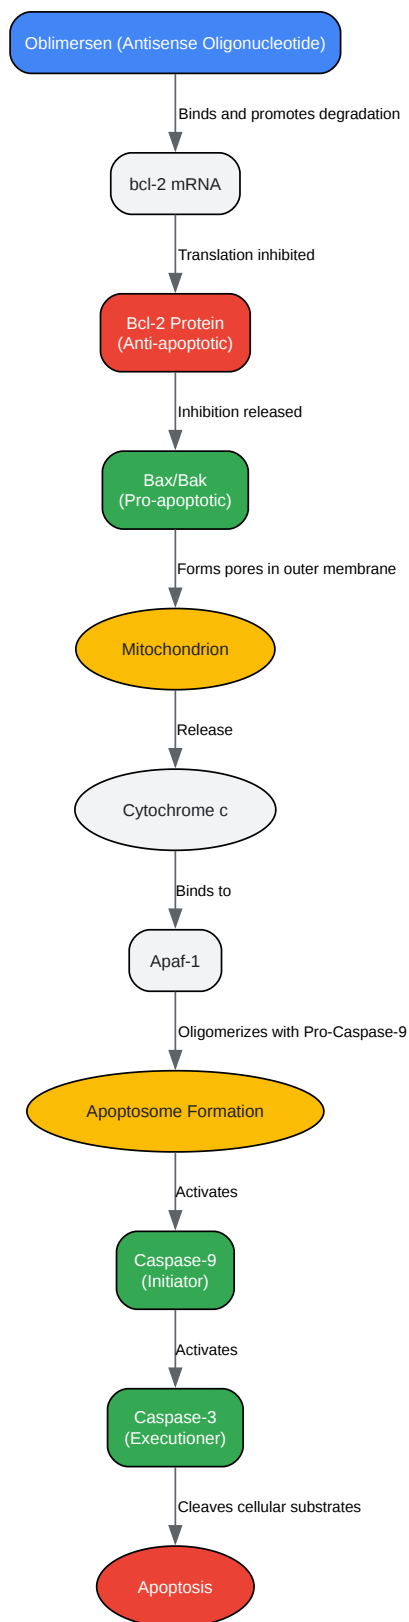 Oblimersen (Antisense Oligonucleotide)
Binds and promotes degradation
bcl-2 mRNA
Translation inhibited
Bcl-2 Protein
(Anti-apoptotic)
Inhibition released
Bax/Bak
(Pro-apoptotic)
Forms pores in outer membrane
Mitochondrion
Release
Cytochrome c
Binds to
Apaf-1
Oligomerizes with Pro-Caspase-9
Apoptosome Formation
Activates
Caspase-9
(Initiator)
Activates
Caspase-3
(Executioner)
Cleaves cellular substrates
Apoptosis